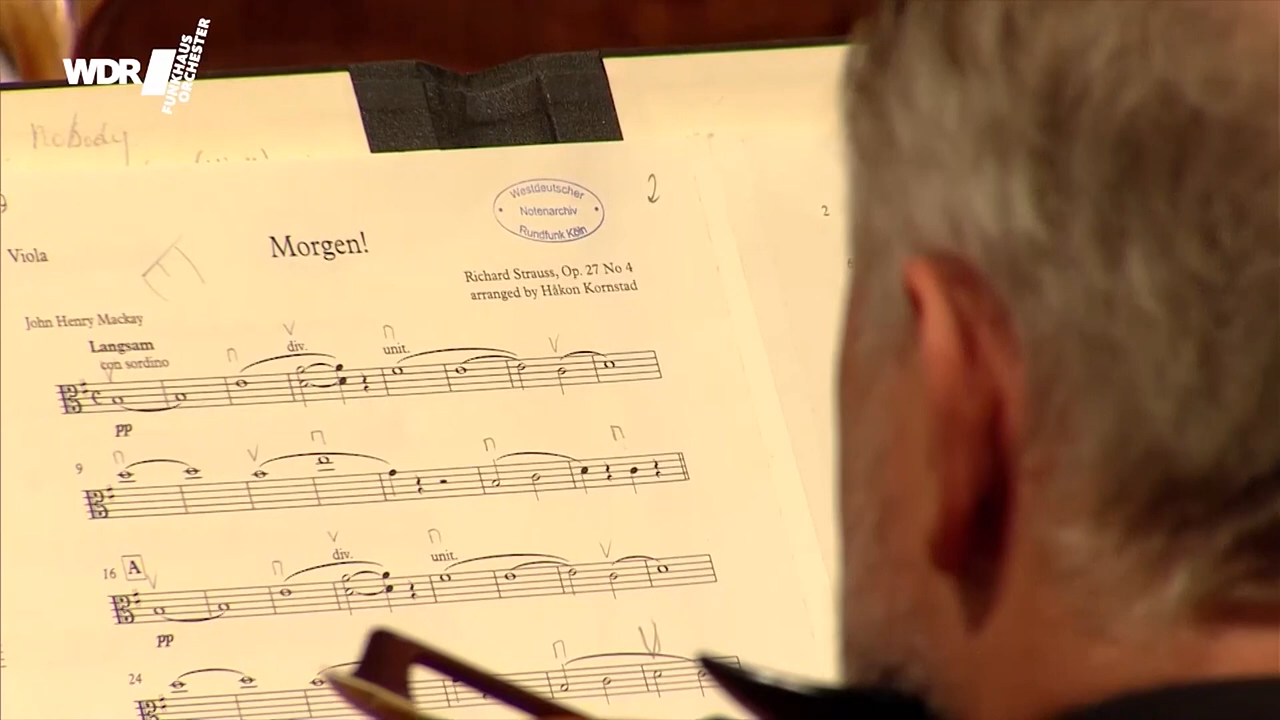 WDR FUNKHAUS
ORCHESTER
Nobody
Westdeutscher
Notenarchiv
Rundfunk Köln
2
2
Viola
Morgen!
Richard Strauss, Op. 27 No 4
arranged by Håkon Kornstad
John Henry Mackay
Langsam
con sordino
div.
unit.
pp
9
16 A
div.
unit.
pp
24